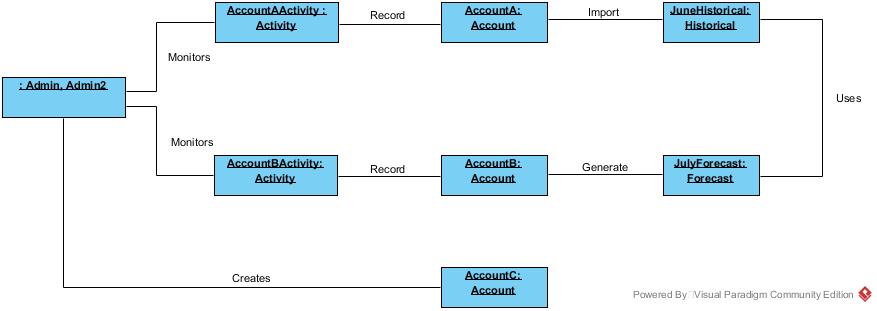 AccountAActivity :
Activity
Record
AccountA:
Account
Import
JuneHistorical:
Historical
Monitors
: Admin, Admin2
Uses
Monitors
AccountBActivity:
Activity
Record
AccountB:
Account
Generate
JulyForecast:
Forecast
Creates
AccountC:
Account
Powered By Visual Paradigm Community Edition